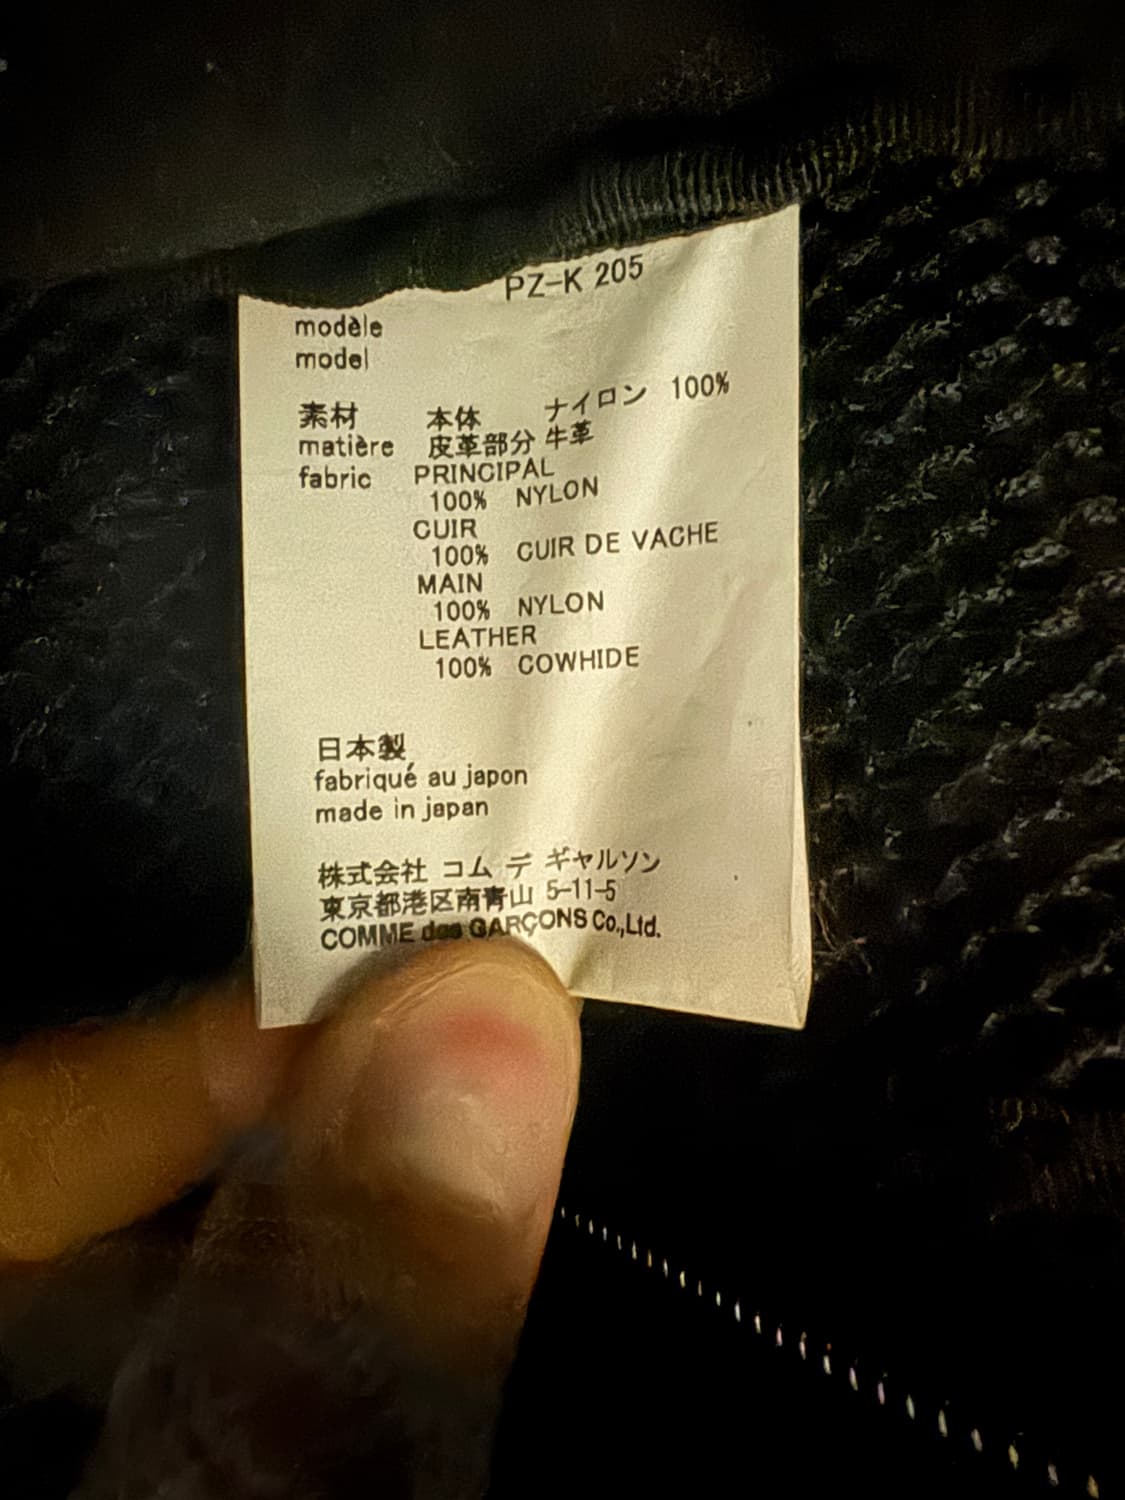 PZ-K 205
modèle
model
素材 本体 ナイロン 100%
matière 皮革部分 牛革
fabric PRINCIPAL
100% NYLON
CUIR
100% CUIR DE VACHE
MAIN
100% NYLON
LEATHER
100% COWHIDE
日本製
fabriqué au japon
made in japan
株式会社 コム デ ギャルソン
東京都港区南青山 5-11-5
COMME des GARÇONS Co.,Ltd.